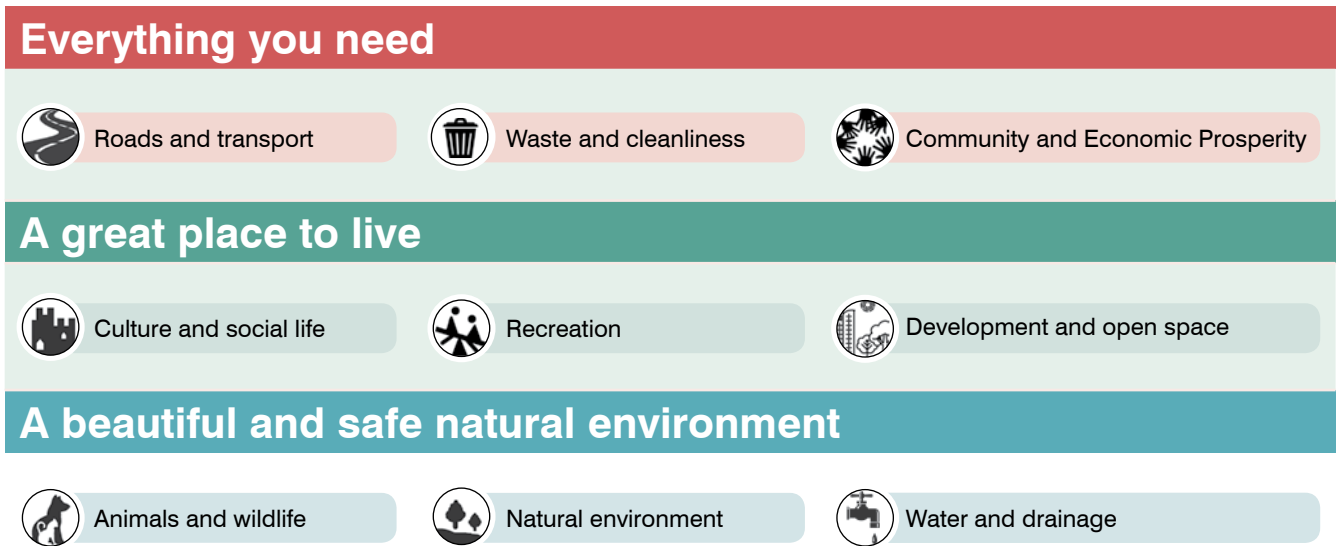 Everything you need
Roads and transport
Waste and cleanliness
Community and Economic Prosperity
A great place to live
Culture and social life
Recreation
Development and open space
A beautiful and safe natural environment
Animals and wildlife
Natural environment
Water and drainage